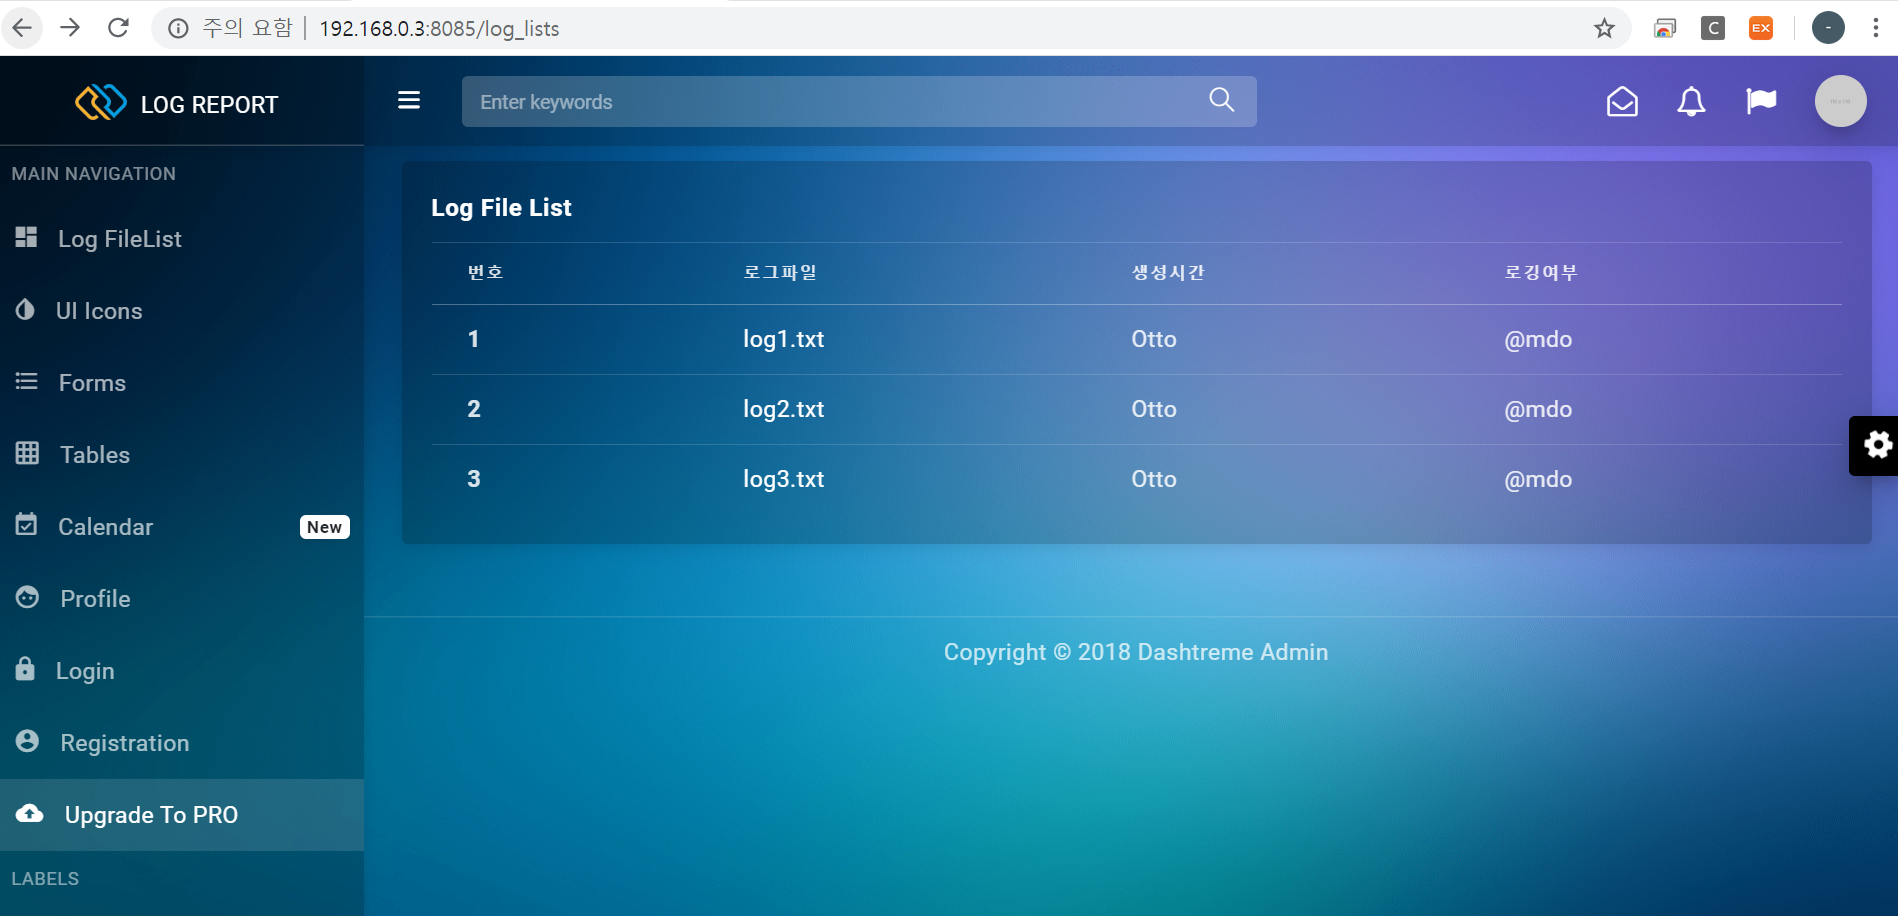 주의 요함 | 192.168.0.3:8085/log_lists
C
EX
-
LOG REPORT
Enter keywords
MAIN NAVIGATION
Log FileList
UI Icons
Forms
Tables
Calendar New
Profile
Login
Registration
Upgrade To PRO
LABELS
Log File List
번호 로그파일 생성시간 로깅여부
1 log1.txt Otto @mdo
2 log2.txt Otto @mdo
3 log3.txt Otto @mdo
Copyright © 2018 Dashtreme Admin